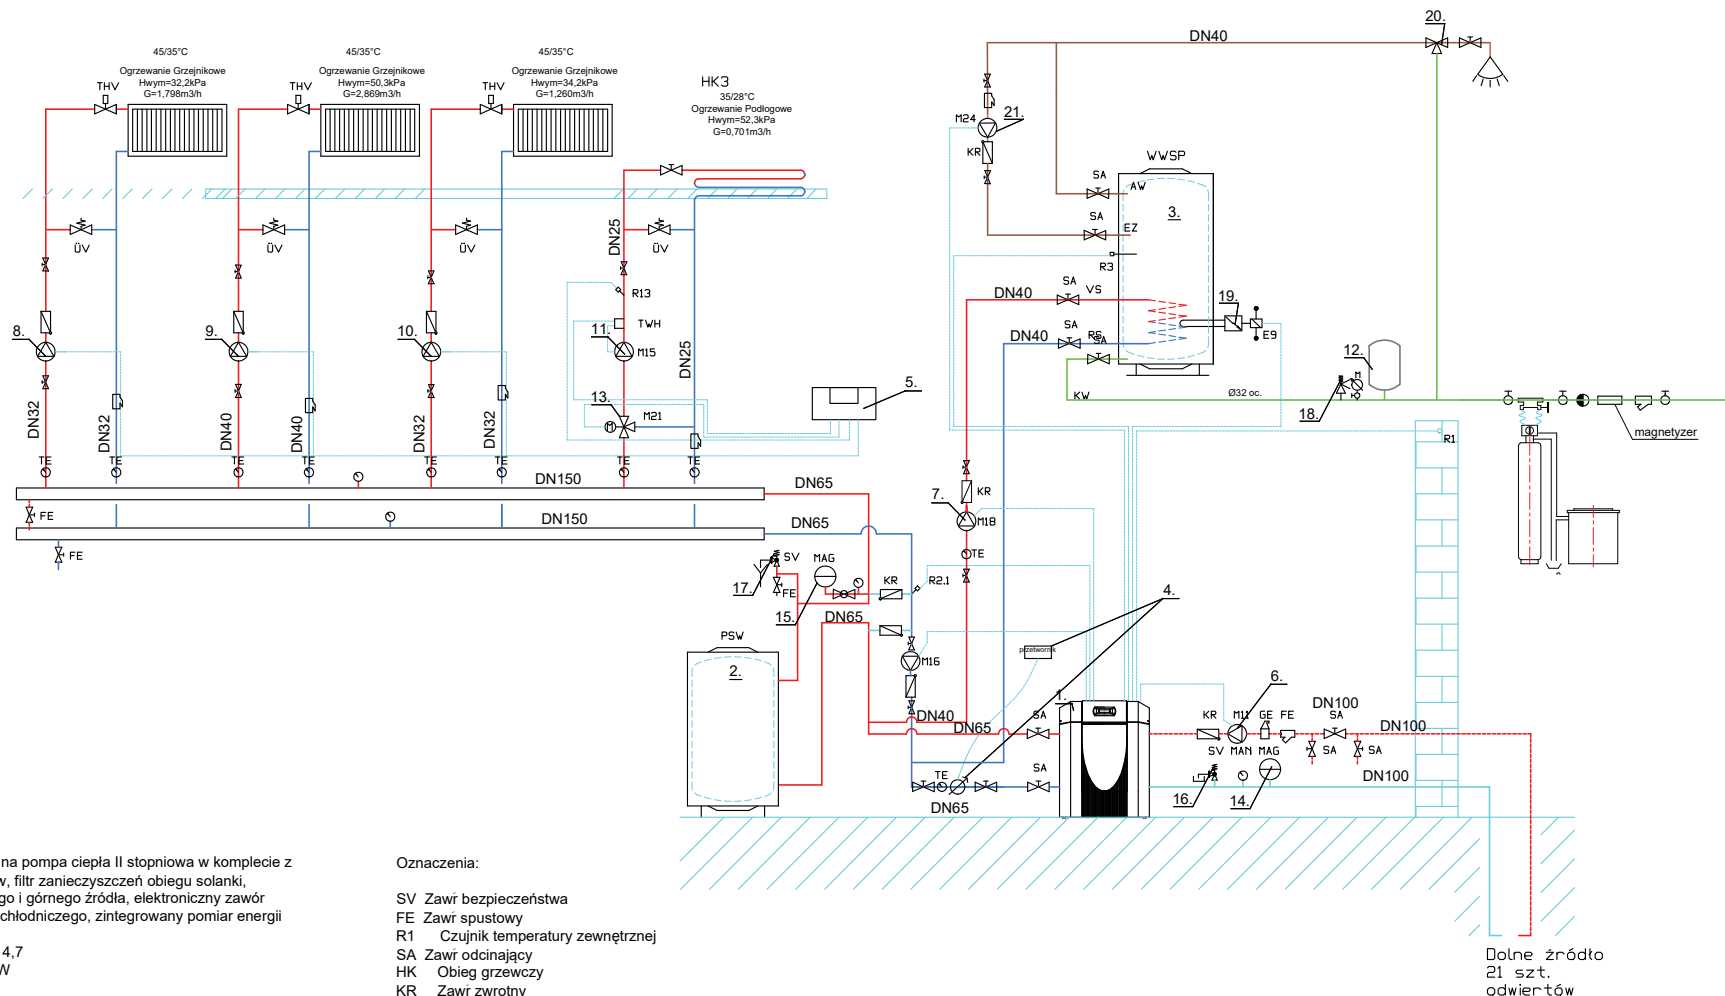 45/35°C
Ogrzewanie Grzejnikowe
Hwym=32,2kPa
G=1,798m3/h
THV
45/35°C
Ogrzewanie Grzejnikowe
Hwym=50,3kPa
G=2,869m3/h
THV
45/35°C
Ogrzewanie Grzejnikowe
Hwym=34,2kPa
G=1,260m3/h
THV
HK3
35/28°C
Ogrzewanie Podłogowe
Hwym=52,3kPa
G=0,701m3/h
ÜV
ÜV
ÜV
ÜV
DN25
R13
TWH
M15
DN25
8.
9.
10.
11.
13.
M21
M
5.
DN32
DN32
DN40
DN40
DN32
DN32
TE
TE
TE
TE
TE
TE
TE
TE
DN150
DN65
FE
DN150
DN65
FE
DN40
20.
M24
21.
KR
WWSP
SA
AW
3.
SA
EZ
R3
SA
VS
DN40
19.
SA
DN40
RS
SA
E9
KW
Ø32 oc.
12.
M
18.
magnetyzer
R1
7.
KR
M18
TE
SV
MAG
17.
FE
15.
KR
R2.1
DN65
4.
przetwornik
PSW
2.
M16
DN40
DN65
1.
SA
TE
SA
DN65
6.
KR
M11
GE
FE
DN100
SA
DN100
SV
MAN
MAG
SA
SA
DN100
16.
14.
na pompa ciepła II stopniowa w komplecie z
w, filtr zanieczyszczeń obiegu solanki,
go i górnego źródła, elektroniczny zawór
chłodniczego, zintegrowany pomiar energii
4,7
W
Oznaczenia:
SV Zawŕ bezpieczeństwa
FE Zawŕ spustowy
R1 Czujnik temperatury zewnętrznej
SA Zawŕ odcinający
HK Obieg grzewczy
KR Zawŕ zwrotny
Dolne źródło
21 szt.
odwiertów